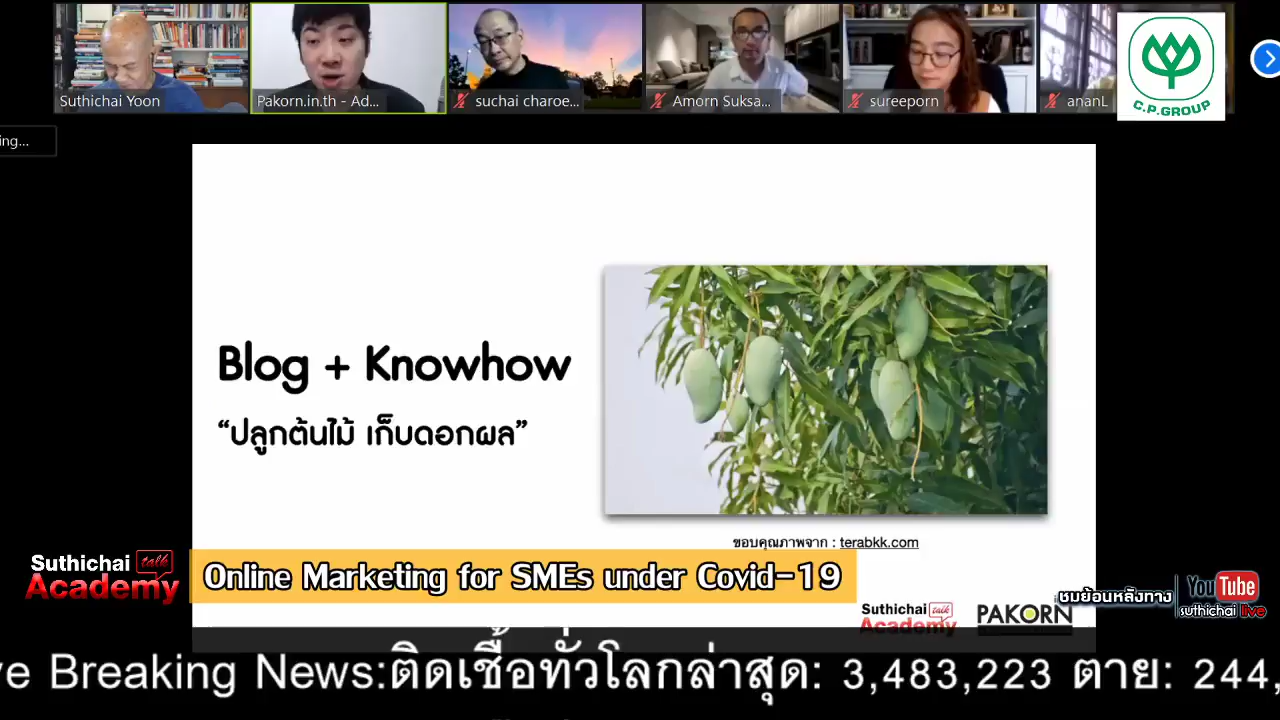 Suthichai Yoon
Pakorn.in.th - Ad...
suchai charoe...
Amorn Suksa...
sureeporn
ananL
C.P.GROUP
ing...
Blog + Knowhow
“ปลูกต้นไม้ เก็บดอกผล”
ขอบคุณภาพจาก : terabkk.com
Suthichai talk
Academy
Online Marketing for SMEs under Covid-19
Suthichai talk
Academy
PAKORN
ชมย้อนหลังทาง
YouTube
suthichai live
ve Breaking News:ติดเชื้อทั่วโลกล่าสุด: 3,483,223 ตาย: 244,